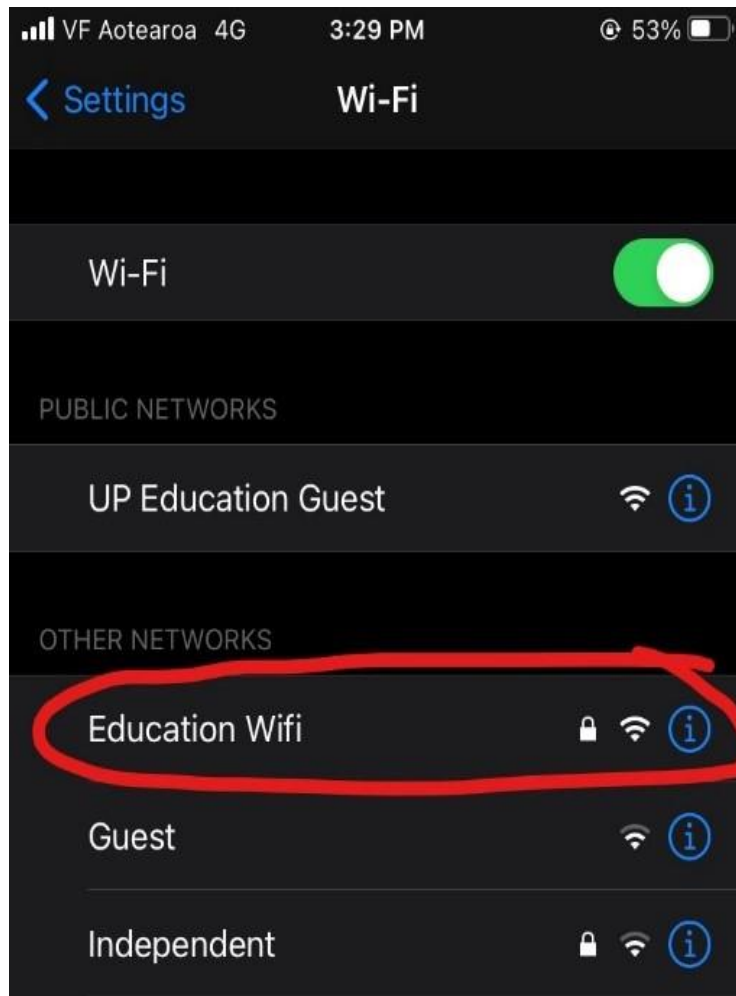 VF Aotearoa 4G 3:29 PM 53%
Settings Wi-Fi
Wi-Fi
PUBLIC NETWORKS
UP Education Guest
OTHER NETWORKS
Education Wifi
Guest
Independent